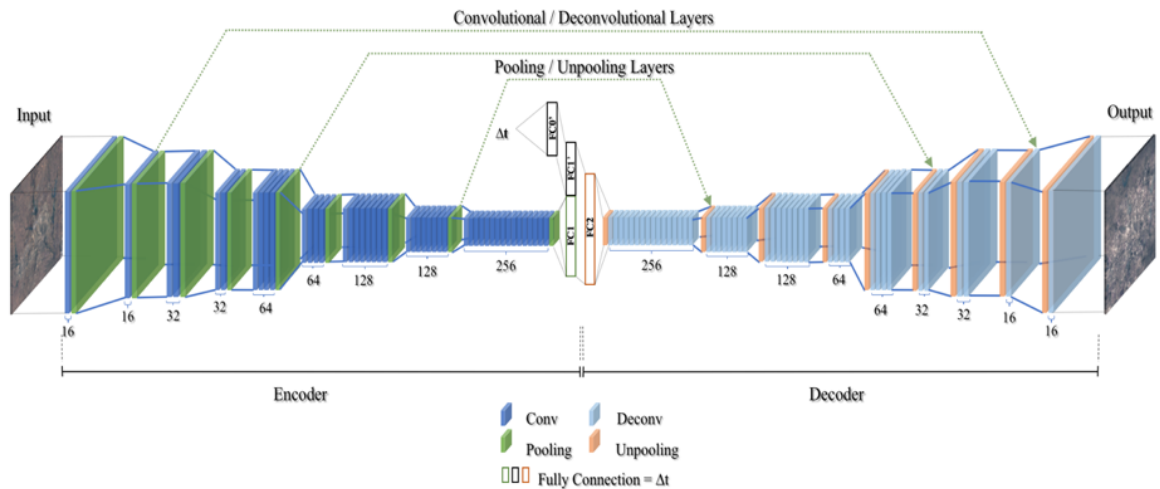 Convolutional / Deconvolutional Layers
Pooling / Unpooling Layers
Input
Output
Δt
FC0'
FC1'
FC1
FC2
16
16
32
32
64
64
128
128
256
256
128
128
64
64
32
32
16
16
Encoder
Decoder
Conv
Deconv
Pooling
Unpooling
Fully Connection = Δt